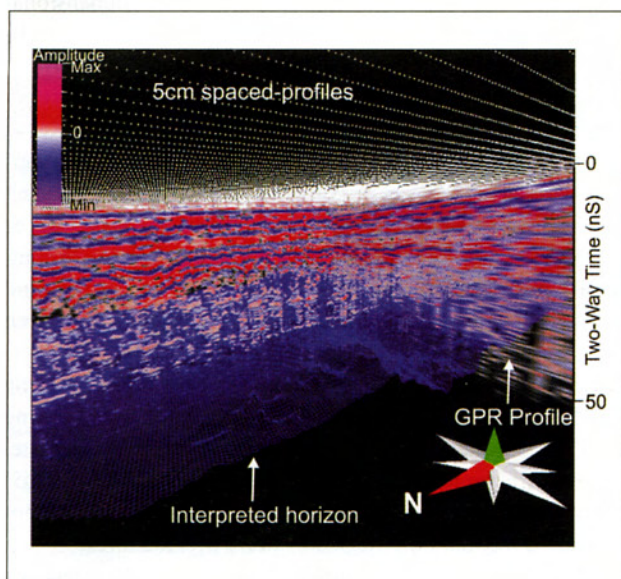 Amplitude
Max
0
Min
5cm spaced-profiles
0
Two-Way Time (nS)
50
GPR Profile
N
Interpreted horizon